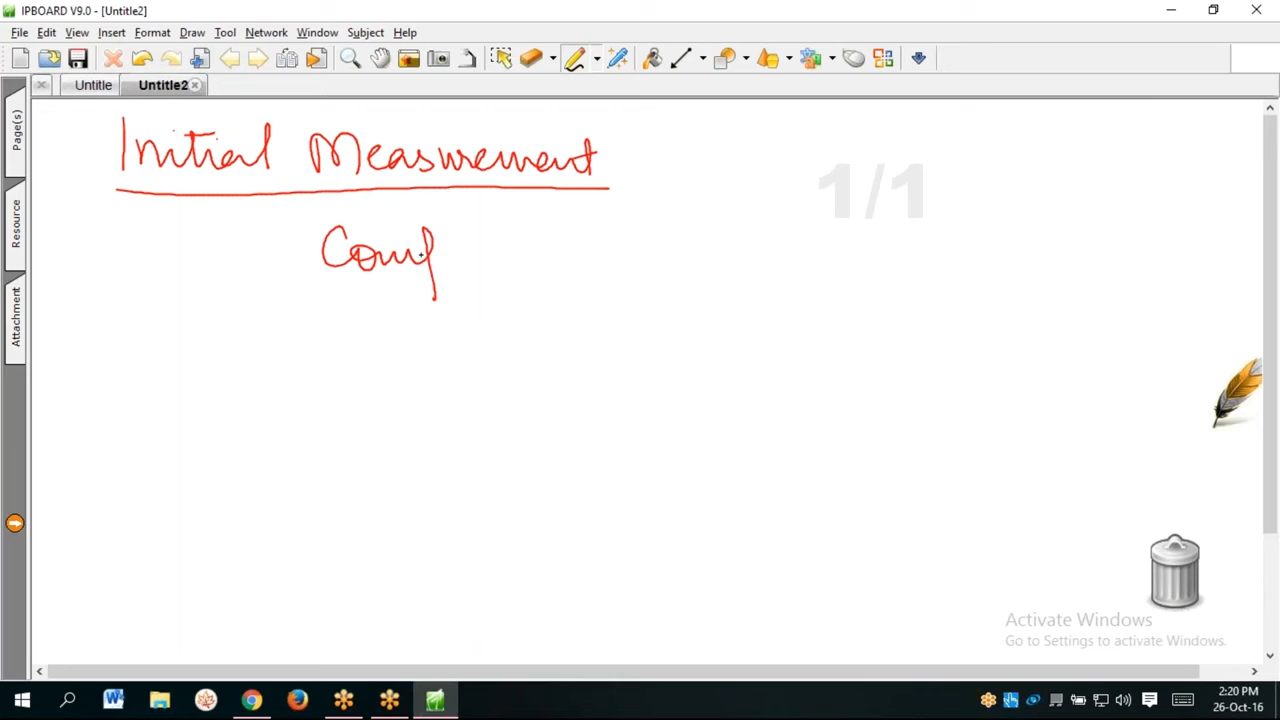 IPBOARD V9.0 - [Untitle2]
File Edit View Insert Format Draw Tool Network Window Subject Help
Untitle Untitle2
Page(s)
Resource
Attachment
Initial Measurement
1/1
Activate Windows
Go to Settings to activate Windows.
2:20 PM
26-Oct-16